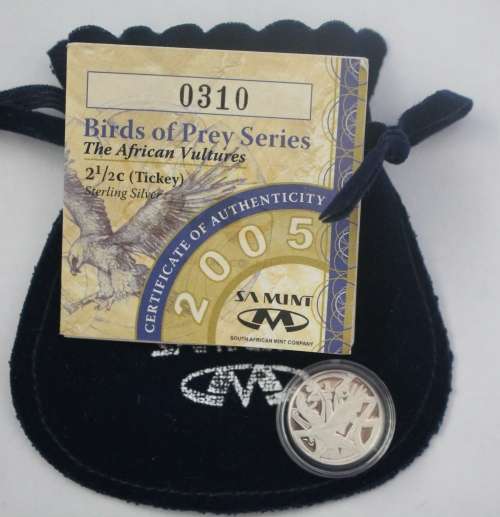 0310
Birds of Prey Series
The African Vultures
2½c (Tickey)
Sterling Silver
CERTIFICATE OF AUTHENTICITY
2005
SA MINT
SOUTH AFRICAN MINT COMPANY